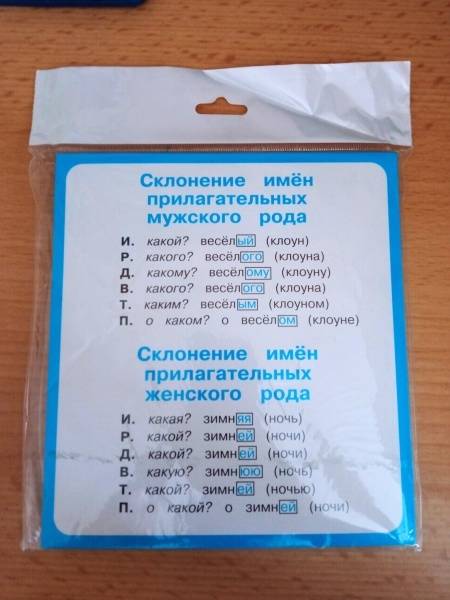 Склонение имён
прилагательных
мужского рода
И. какой? весёлый (клоун)
Р. какого? весёлого (клоуна)
Д. какому? весёлому (клоуну)
В. какого? весёлого (клоуна)
Т. каким? весёлым (клоуном)
П. о каком? о весёлом (клоуне)
Склонение имён
прилагательных
женского рода
И. какая? зимняя (ночь)
Р. какой? зимней (ночи)
Д. какой? зимней (ночи)
В. какую? зимнюю (ночь)
Т. какой? зимней (ночью)
П. о какой? о зимней (ночи)